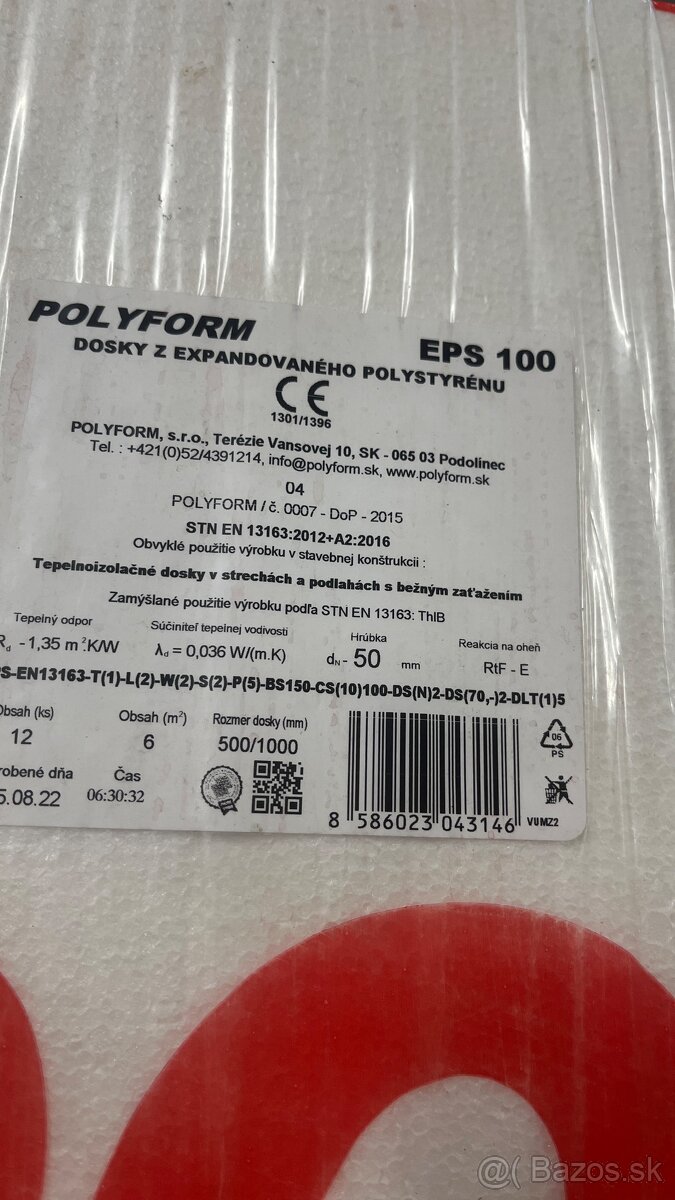 POLYFORM
EPS 100
DOSKY Z EXPANDOVANÉHO POLYSTYRÉNU
CE
1301/1396
POLYFORM, s.r.o., Terézie Vansovej 10, SK - 065 03 Podolínec
Tel. : +421(0)52/4391214, info@polyform.sk, www.polyform.sk
04
POLYFORM / č. 0007 - DoP - 2015
STN EN 13163:2012+A2:2016
Obvyklé použitie výrobku v stavebnej konštrukcii :
Tepelnoizolačné dosky v strechách a podlahách s bežným zaťažením
Zamýšlané použitie výrobku podľa STN EN 13163: ThIB
Tepelný odpor Súčiniteľ tepelnej vodivosti Hrúbka Reakcia na oheň
Rd -1,35 m².K/W λd = 0,036 W/(m.K) dN - 50 mm RtF - E
PS-EN13163-T(1)-L(2)-W(2)-S(2)-P(5)-BS150-CS(10)100-DS(N)2-DS(70,-)2-DLT(1)5
Obsah (ks) Obsah (m²) Rozmer dosky (mm)
12 6 500/1000
robené dňa Čas
5.08.22 06:30:32
06
PS
8 586023 043146
VUMZ2
@( Bazos.sk